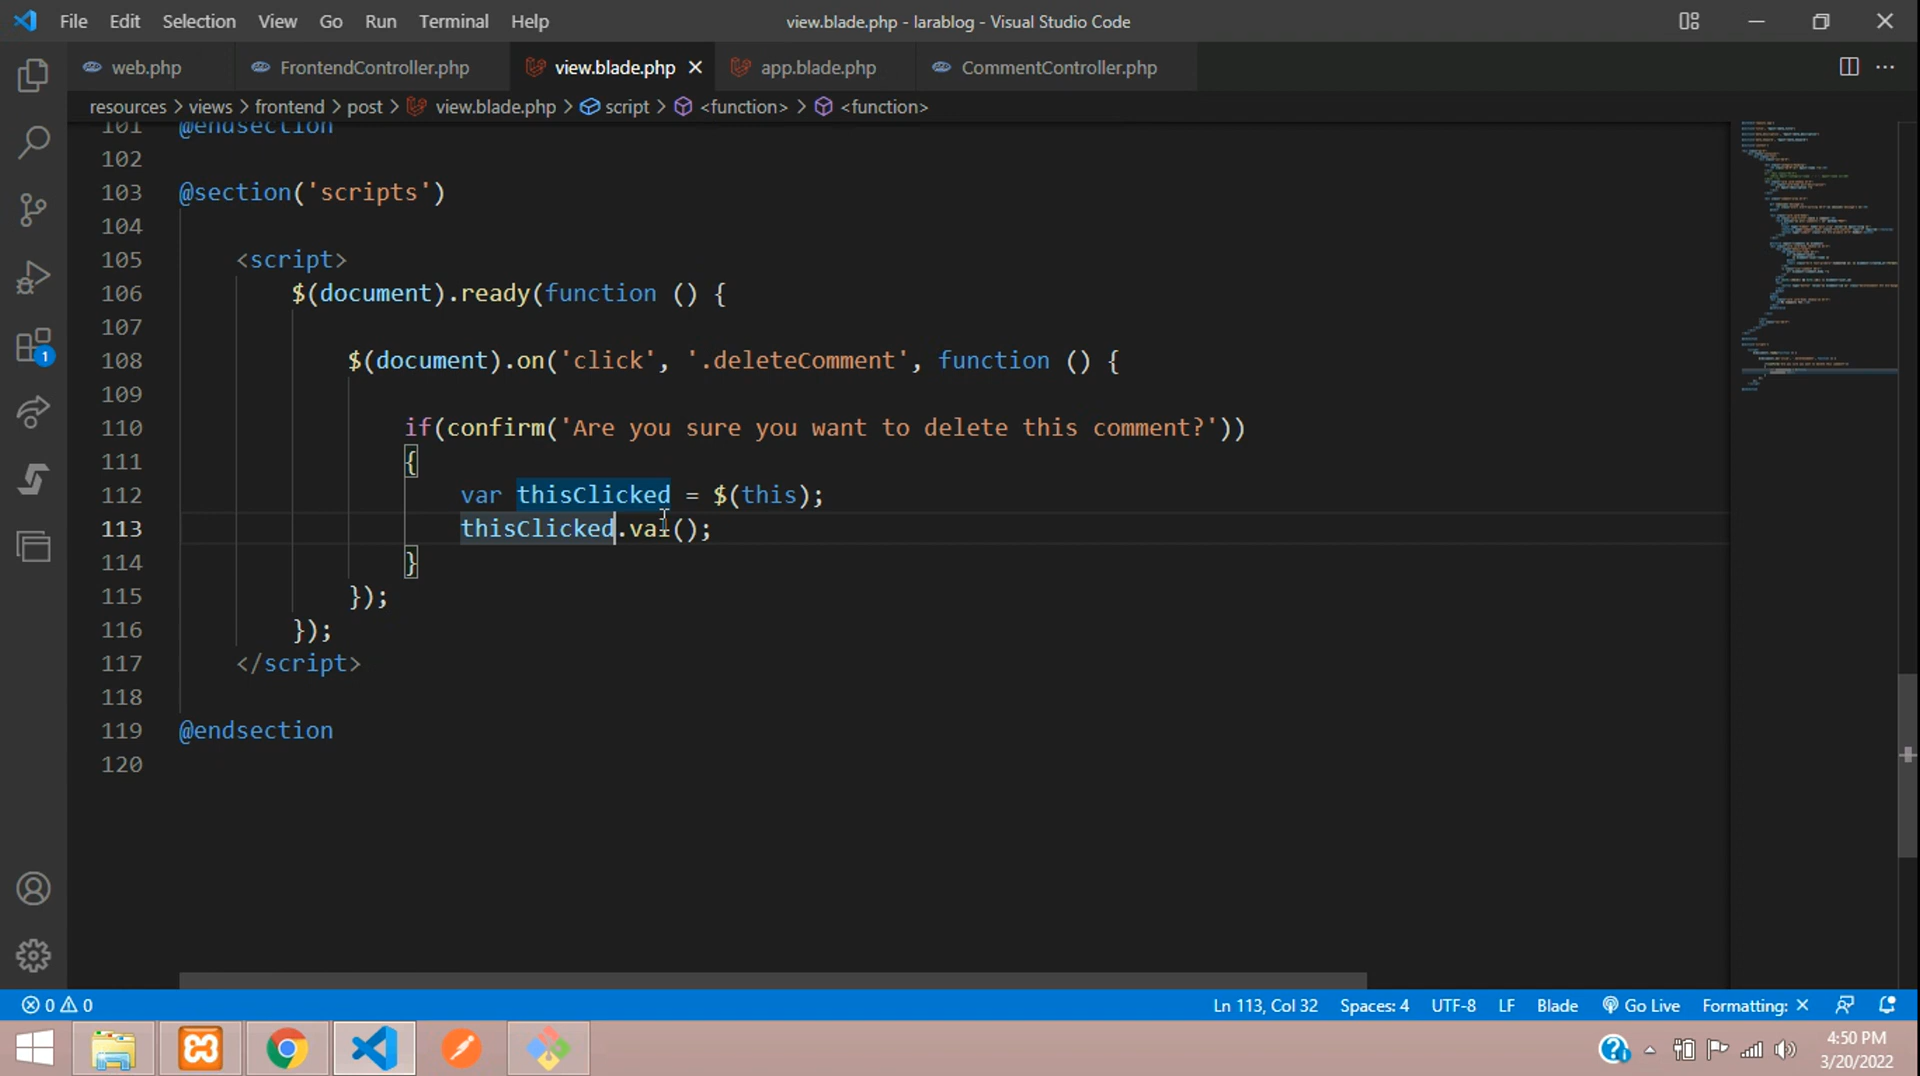 File Edit Selection View Go Run Terminal Help view.blade.php - larablog - Visual Studio Code
web.php FrontendController.php view.blade.php app.blade.php CommentController.php
resources > views > frontend > post > view.blade.php > script > <function> > <function>
101 @endsection
102
103 @section('scripts')
104
105 <script>
106 $(document).ready(function () {
107
108 $(document).on('click', '.deleteComment', function () {
109
110 if(confirm('Are you sure you want to delete this comment?'))
111 {
112 var thisClicked = $(this);
113 thisClicked.val();
114 }
115 });
116 });
117 </script>
118
119 @endsection
120
1
0 0 Ln 113, Col 32 Spaces: 4 UTF-8 LF Blade Go Live Formatting: ×
4:50 PM
3/20/2022